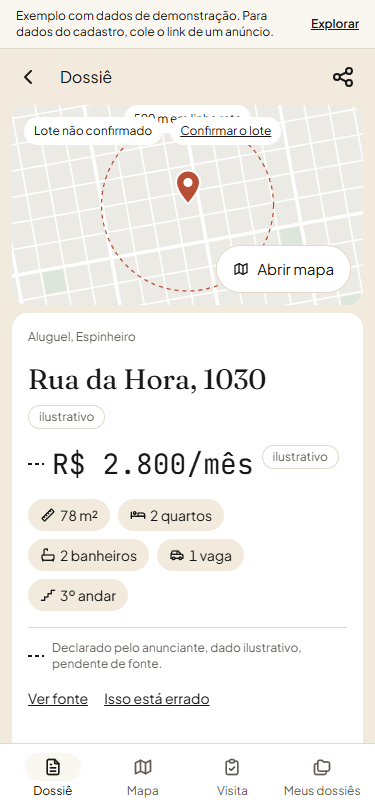 Exemplo com dados de demonstração. Para
dados do cadastro, cole o link de um anúncio.
Explorar
Dossiê
Lote não confirmado
Confirmar o lote
Abrir mapa
Aluguel, Espinheiro
Rua da Hora, 1030
ilustrativo
R$ 2.800/mês
ilustrativo
78 m²
2 quartos
2 banheiros
1 vaga
3º andar
Declarado pelo anunciante, dado ilustrativo,
pendente de fonte.
Ver fonte
Isso está errado
Dossiê
Mapa
Visita
Meus dossiês